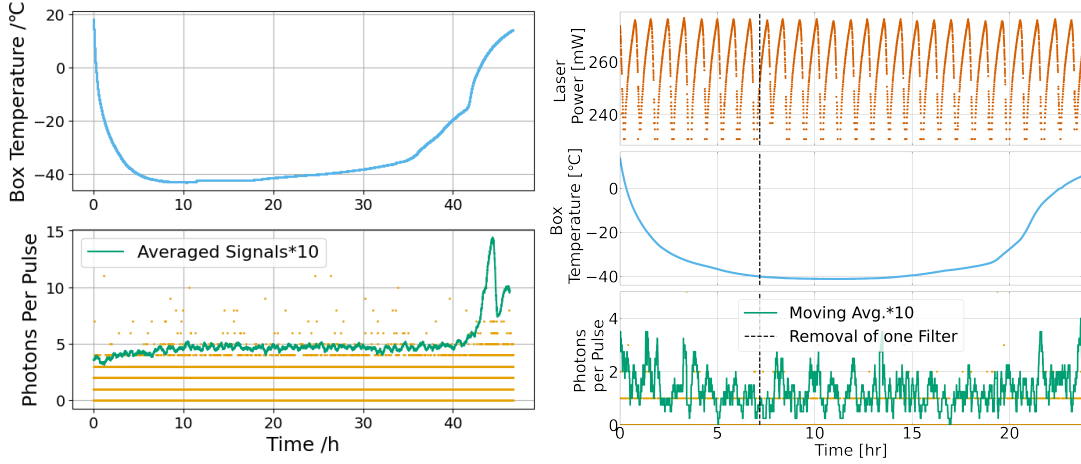 Box Temperature /℃
20
0
−20
−40
0
10
20
30
40
Photons Per Pulse
15
10
5
0
Averaged Signals*10
0
10
20
30
40
Time /h
Laser
Power [mW]
260
240
Box
Temperature [℃]
0
−20
−40
Photons
per Pulse
4
2
0
Moving Avg.*10
Removal of one Filter
0
5
10
15
20
Time [hr]